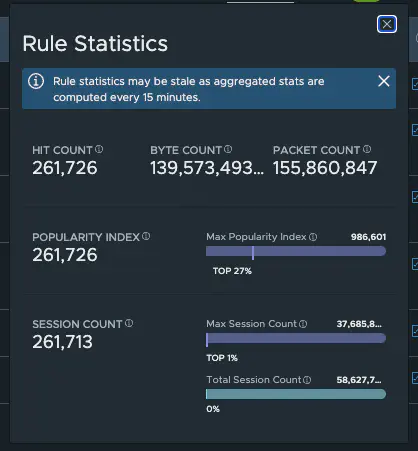 Rule Statistics
Rule statistics may be stale as aggregated stats are
computed every 15 minutes.
HIT COUNT
261,726
BYTE COUNT
139,573,493...
PACKET COUNT
155,860,847
POPULARITY INDEX
261,726
Max Popularity Index
986,601
TOP 27%
SESSION COUNT
261,713
Max Session Count
37,685,8...
TOP 1%
Total Session Count
58,627,7...
0%